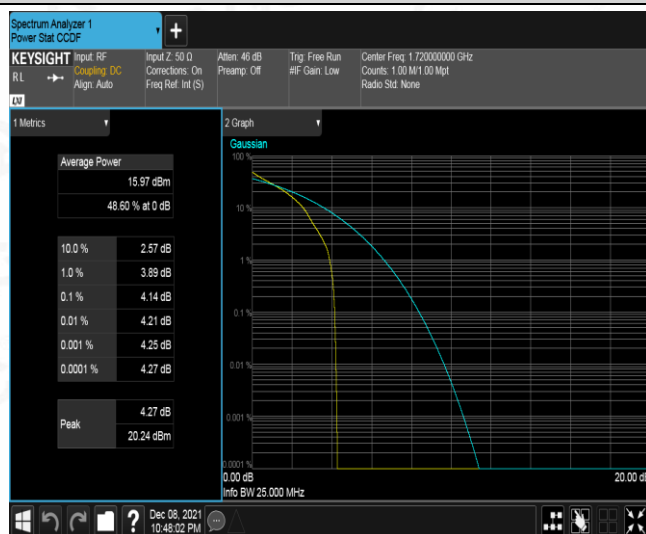 Spectrum Analyzer 1
Power Stat CCDF
KEYSIGHT
Input: RF
Coupling: DC
Align: Auto
RL
LXI
Input Z: 50 Ω
Corrections: On
Freq Ref: Int (S)
Atten: 46 dB
Preamp: Off
Trig: Free Run
#IF Gain: Low
Center Freq: 1.720000000 GHz
Counts: 1.00 M/1.00 Mpt
Radio Std: None
1 Metrics
Average Power
15.97 dBm
48.60 % at 0 dB
10.0 % 2.57 dB
1.0 % 3.89 dB
0.1 % 4.14 dB
0.01 % 4.21 dB
0.001 % 4.25 dB
0.0001 % 4.27 dB
Peak
4.27 dB
20.24 dBm
2 Graph
Gaussian
100 %
10 %
1 %
0.1 %
0.01 %
0.001 %
0.0001 %
0.00 dB
20.00 dB
Info BW 25.000 MHz
?
Dec 08, 2021
10:48:02 PM